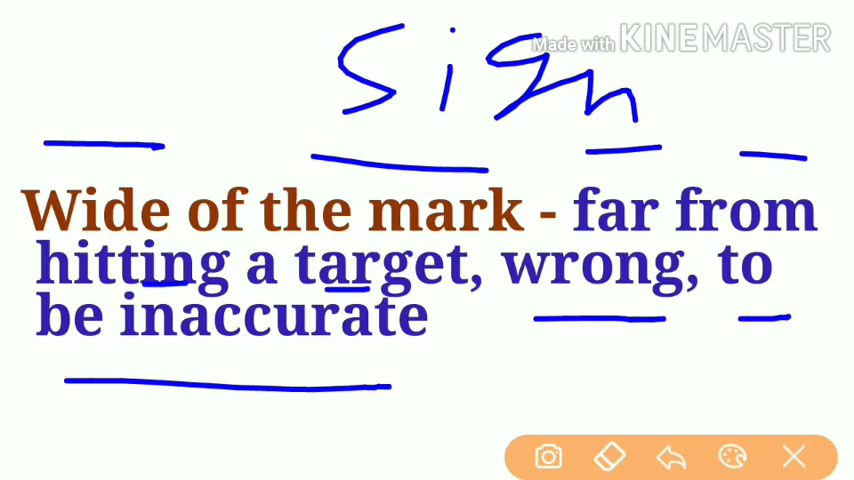 Made with KINEMASTER
Sign
Wide of the mark - far from
hitting a target, wrong, to
be inaccurate